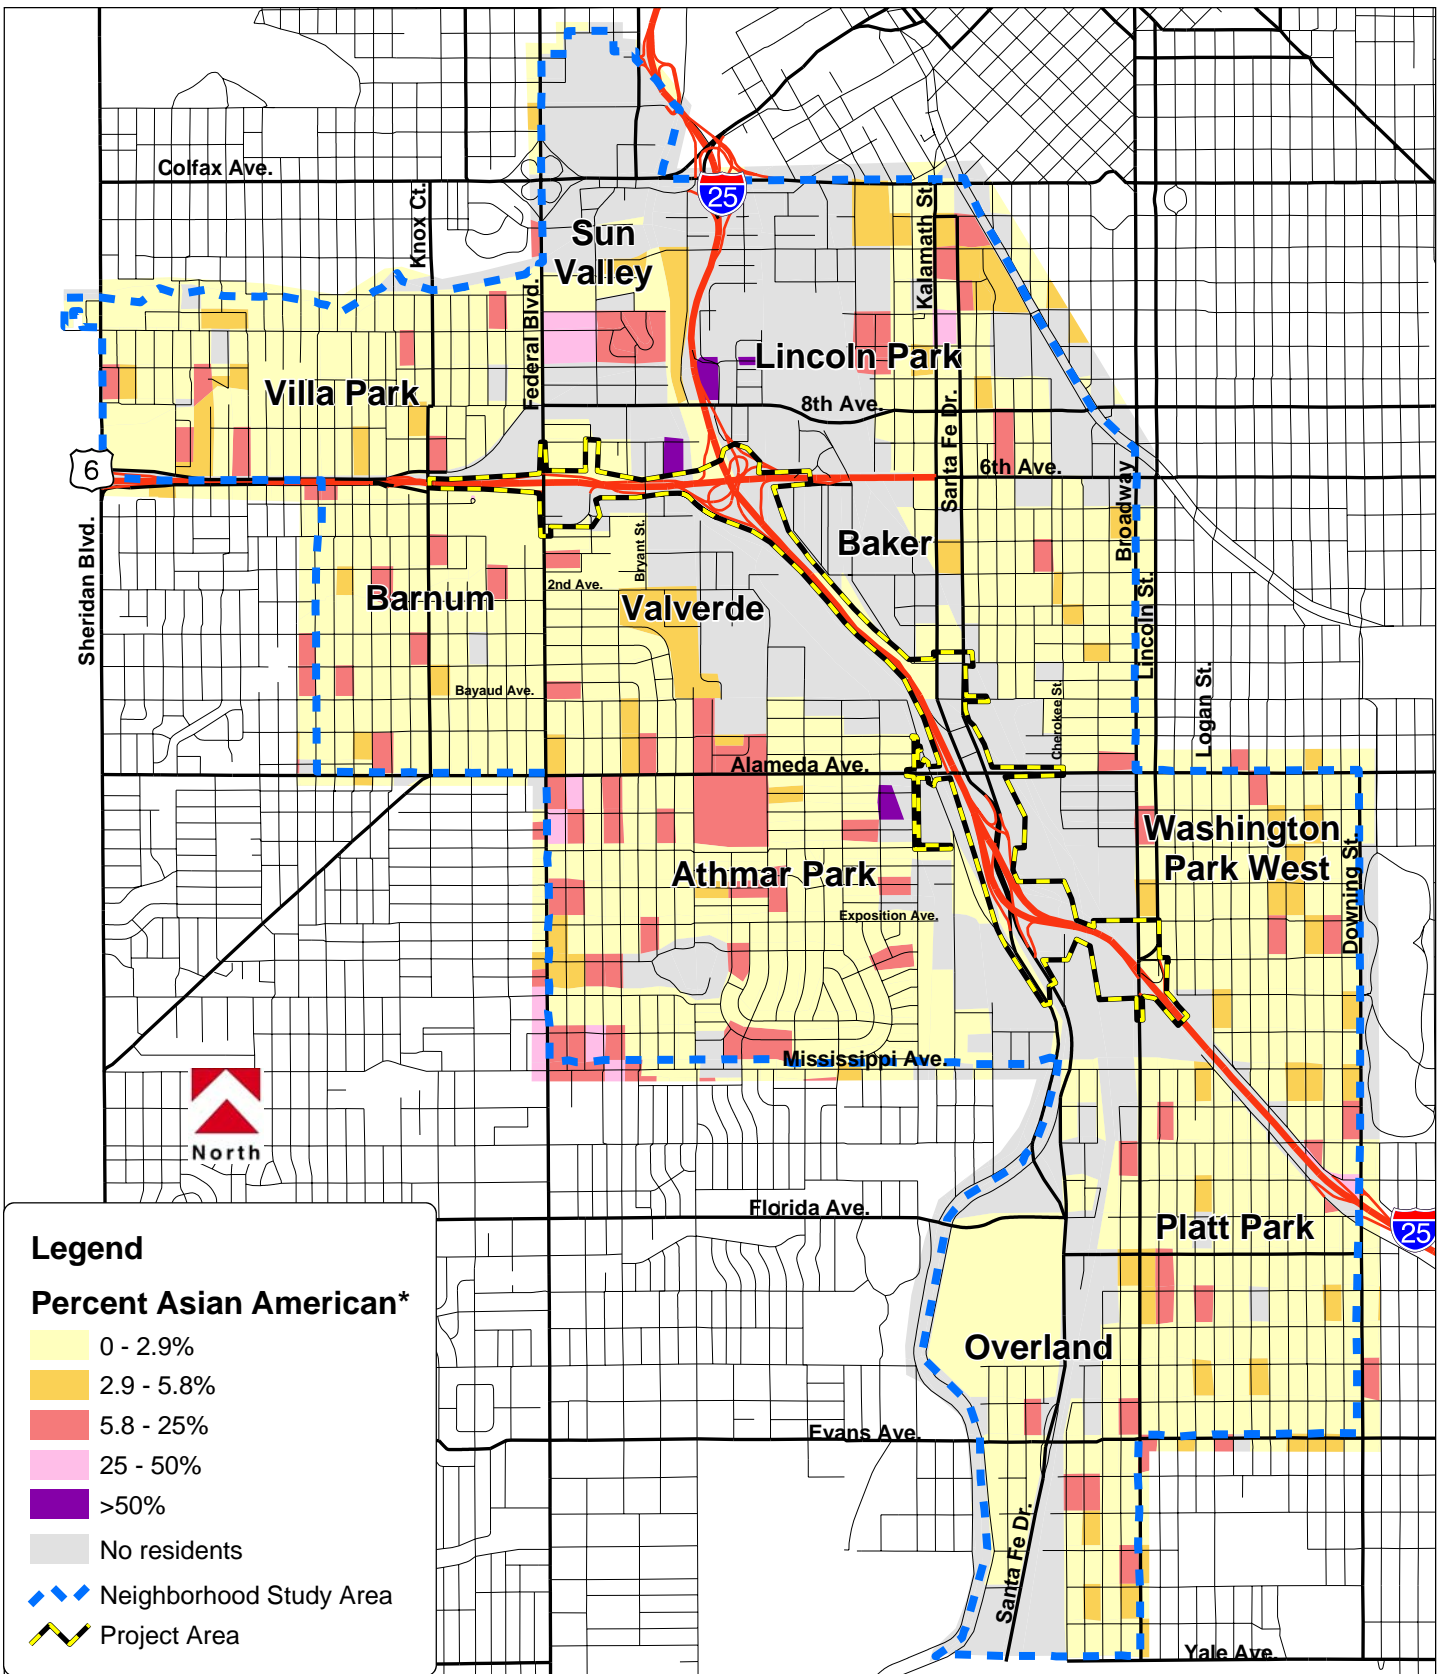 Colfax Ave.
Knox Ct.
25
Kalamath St.
Sun
Valley
Federal Blvd.
Lincoln Park
Villa Park
8th Ave.
Santa Fe Dr.
6
6th Ave.
Broadway
Sheridan Blvd.
Bryant St.
Baker
2nd Ave.
Barnum
Valverde
Lincoln St.
Bayaud Ave.
Cherokee St.
Logan St.
Alameda Ave.
Washington
Park West
Downing St.
Athmar Park
Exposition Ave.
Mississippi Ave.
North
Florida Ave.
Platt Park
25
Overland
Evans Ave.
Santa Fe Dr.
Yale Ave.
Legend
Percent Asian American*
0 - 2.9%
2.9 - 5.8%
5.8 - 25%
25 - 50%
>50%
No residents
Neighborhood Study Area
Project Area